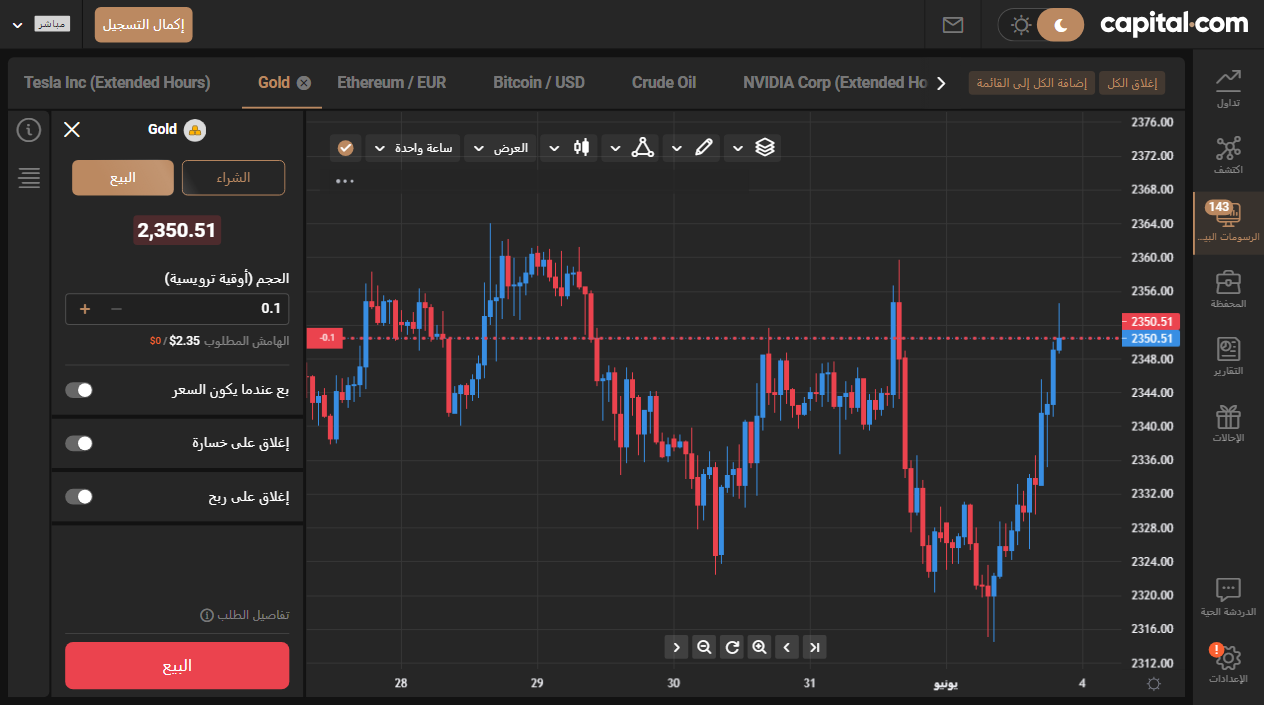 capital.com
إكمال التسجيل
مباشر
إغلاق الكل
إضافة الكل إلى القائمة
Tesla Inc (Extended Hours)
Gold
Ethereum / EUR
Bitcoin / USD
Crude Oil
NVIDIA Corp (Extended Ho
تداول
اكتشف
143
الرسومات البيـ...
المحفظة
التقارير
الإحالات
الدردشة الحية
!
الإعدادات
العرض
ساعة واحدة
2376.00
2372.00
2368.00
2364.00
2360.00
2356.00
2350.51
2350.51
2348.00
2344.00
2340.00
2336.00
2332.00
2328.00
2324.00
2320.00
2316.00
2312.00
-0.1
28
29
30
31
يونيو
4
Gold
الشراء
البيع
2,350.51
الحجم (أوقية ترويسية)
0.1
الهامش المطلوب $2.35 / $0
بع عندما يكون السعر
إغلاق على خسارة
إغلاق على ربح
تفاصيل الطلب
البيع